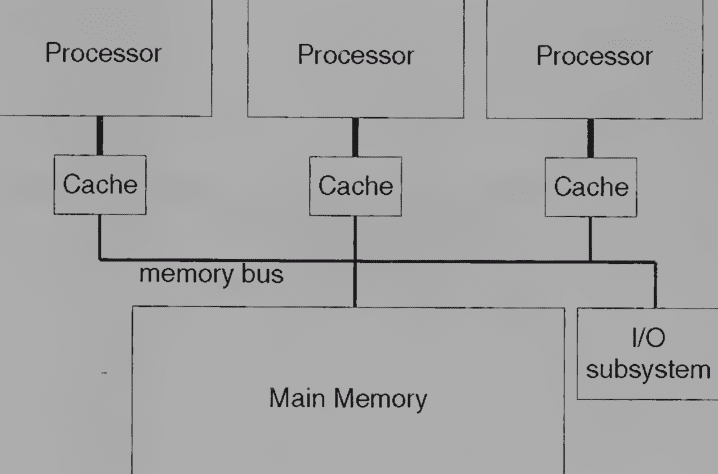 Processor
Processor
Processor
Cache
Cache
Cache
memory bus
I/O
subsystem
Main Memory